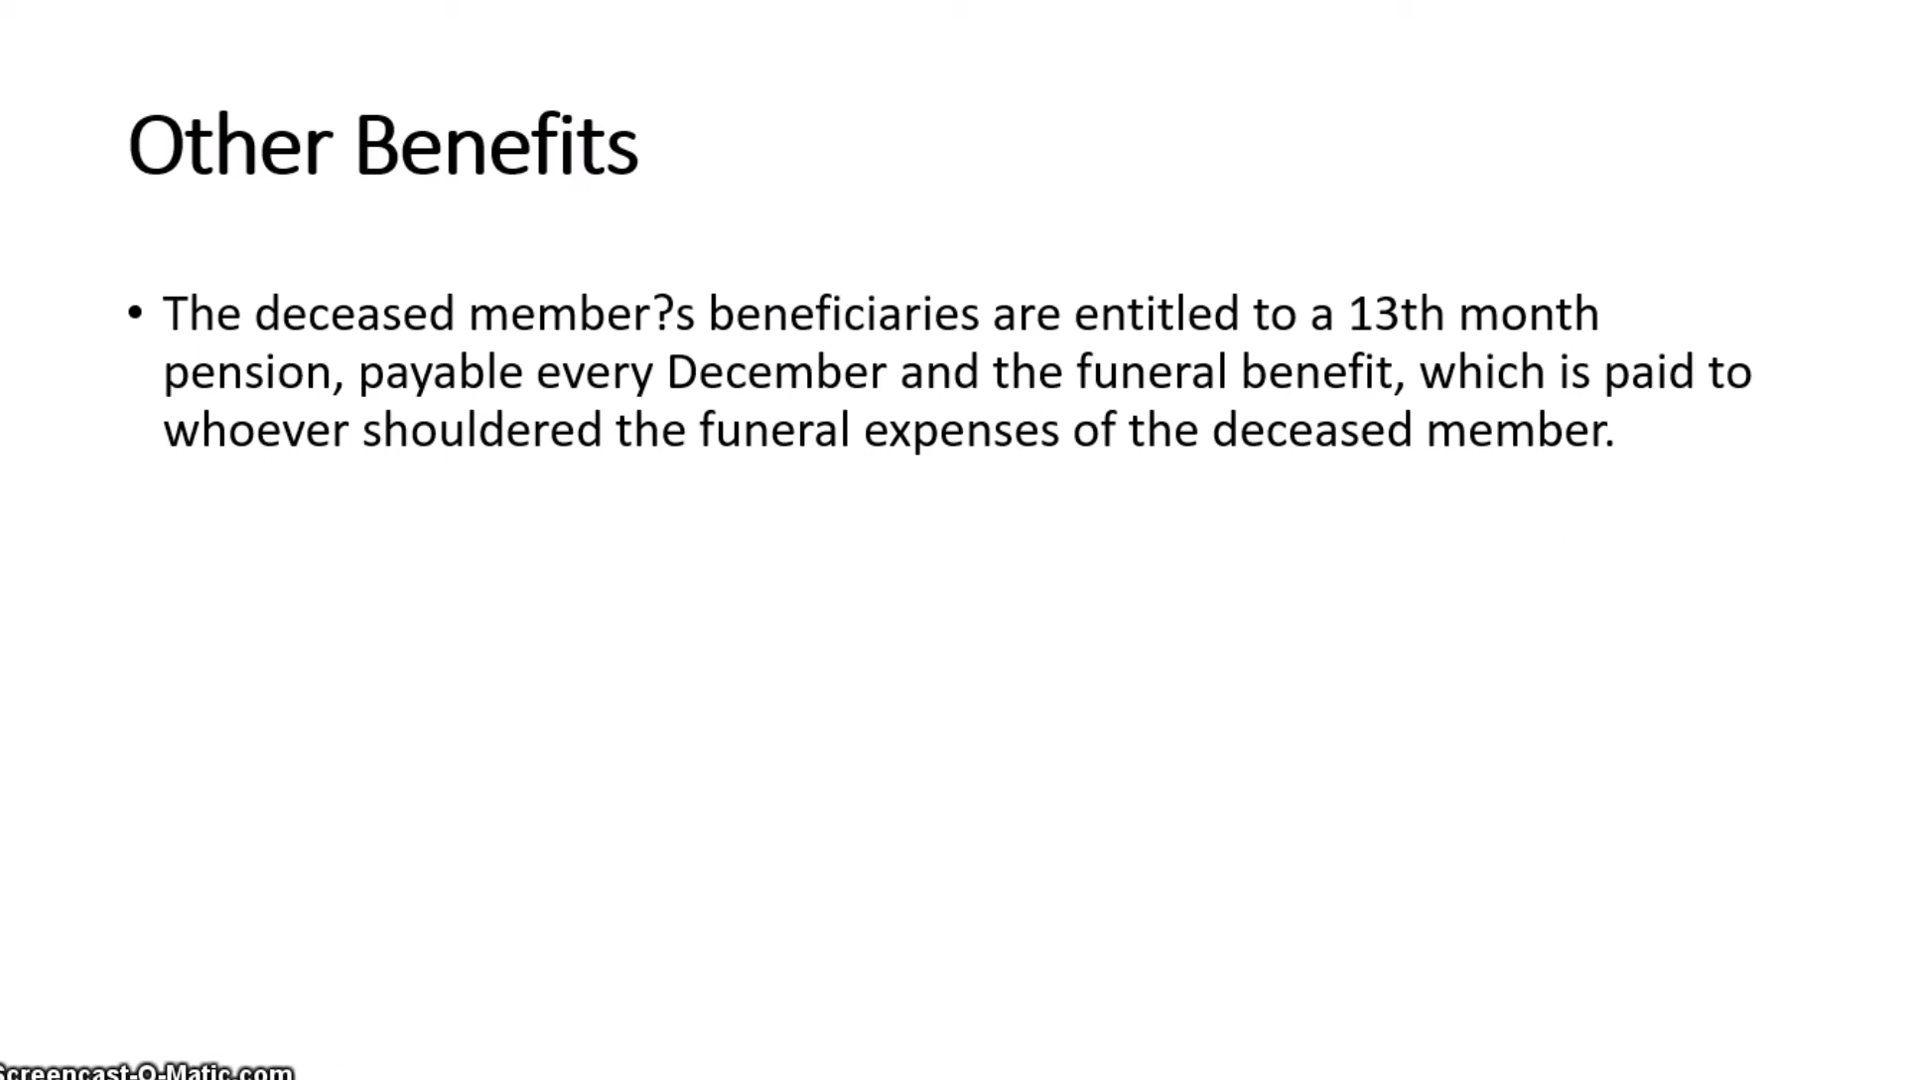 Other Benefits
• The deceased member?s beneficiaries are entitled to a 13th month
pension, payable every December and the funeral benefit, which is paid to
whoever shouldered the funeral expenses of the deceased member.
Screencast-O-Matic.com